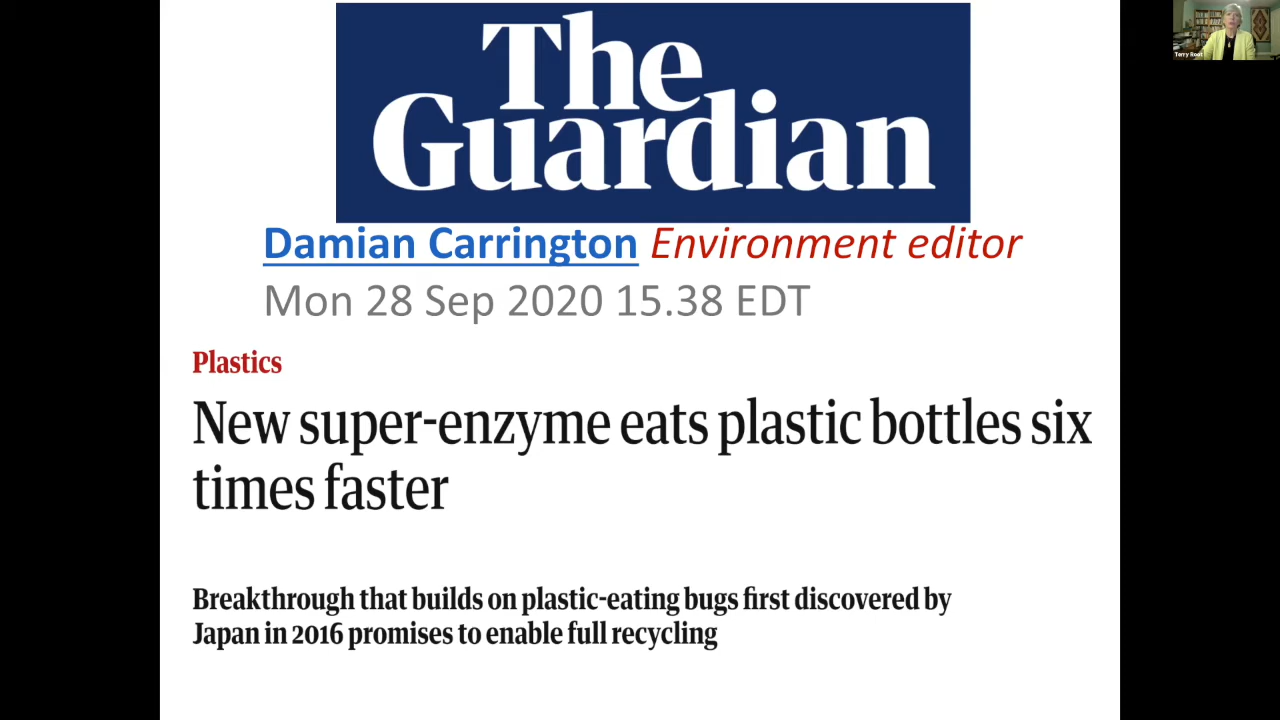 The
Guardian
Terry Root
Damian Carrington Environment editor
Mon 28 Sep 2020 15.38 EDT
Plastics
New super-enzyme eats plastic bottles six
times faster
Breakthrough that builds on plastic-eating bugs first discovered by
Japan in 2016 promises to enable full recycling